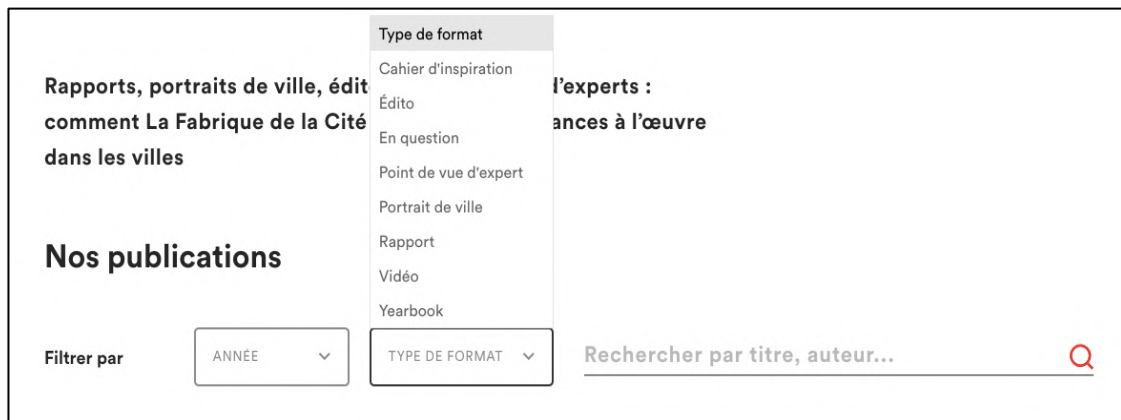 Type de format
Cahier d'inspiration
Édito
En question
Point de vue d'expert
Portrait de ville
Rapport
Vidéo
Yearbook
Rapports, portraits de ville, d’experts :
comment La Fabrique de la Cité à l’œuvre
dans les villes
Nos publications
Filtrer par
ANNÉE
TYPE DE FORMAT
Rechercher par titre, auteur...